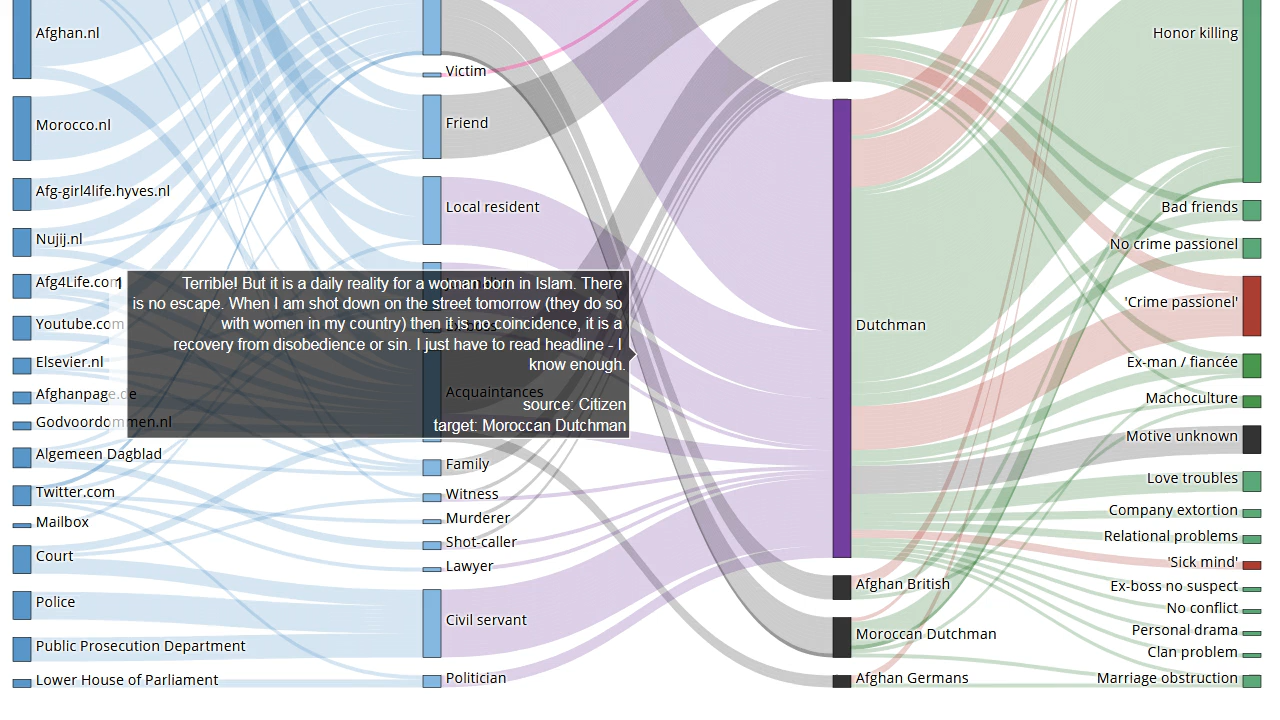 Afghan.nl
Morocco.nl
Afg-girl4life.hyves.nl
Nujij.nl
Afg4Life.com
Youtube.com
Elsevier.nl
Afghanpage.de
Godvoordommen.nl
Algemeen Dagblad
Twitter.com
Mailbox
Court
Police
Public Prosecution Department
Lower House of Parliament
Victim
Friend
Local resident
1
Terrible! But it is a daily reality for a woman born in Islam. There
is no escape. When I am shot down on the street tomorrow (they do so
with women in my country) then it is no coincidence, it is a
recovery from disobedience or sin. I just have to read headline - I
know enough.
source: Citizen
target: Moroccan Dutchman
Acquaintances
Family
Witness
Murderer
Shot-caller
Lawyer
Civil servant
Politician
Dutchman
Afghan British
Moroccan Dutchman
Afghan Germans
Honor killing
Bad friends
No crime passionel
'Crime passionel'
Ex-man / fiancée
Machoculture
Motive unknown
Love troubles
Company extortion
Relational problems
'Sick mind'
Ex-boss no suspect
No conflict
Personal drama
Clan problem
Marriage obstruction